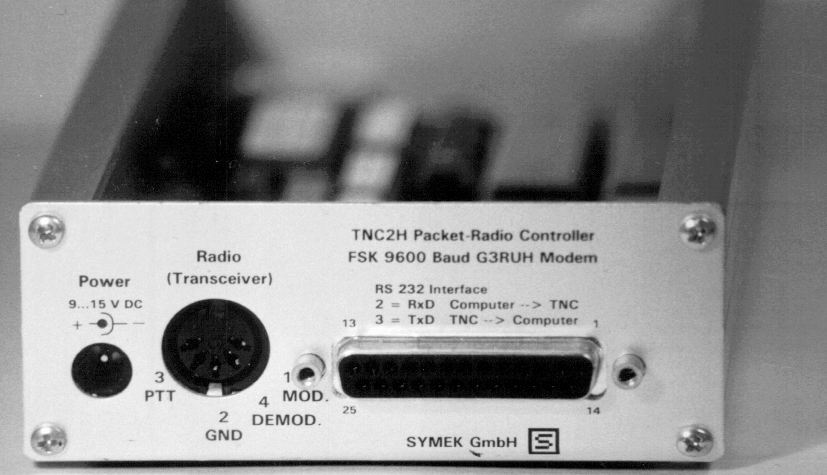 TNC2H Packet-Radio Controller
FSK 9600 Baud G3RUH Modem
Radio
(Transceiver)
Power
9...15 V DC
+ –
RS 232 Interface
2 = RxD Computer --> TNC
3 = TxD TNC --> Computer
13 1
25 14
3
PTT
2
GND
4
DEMOD.
1
MOD.
SYMEK GmbH S